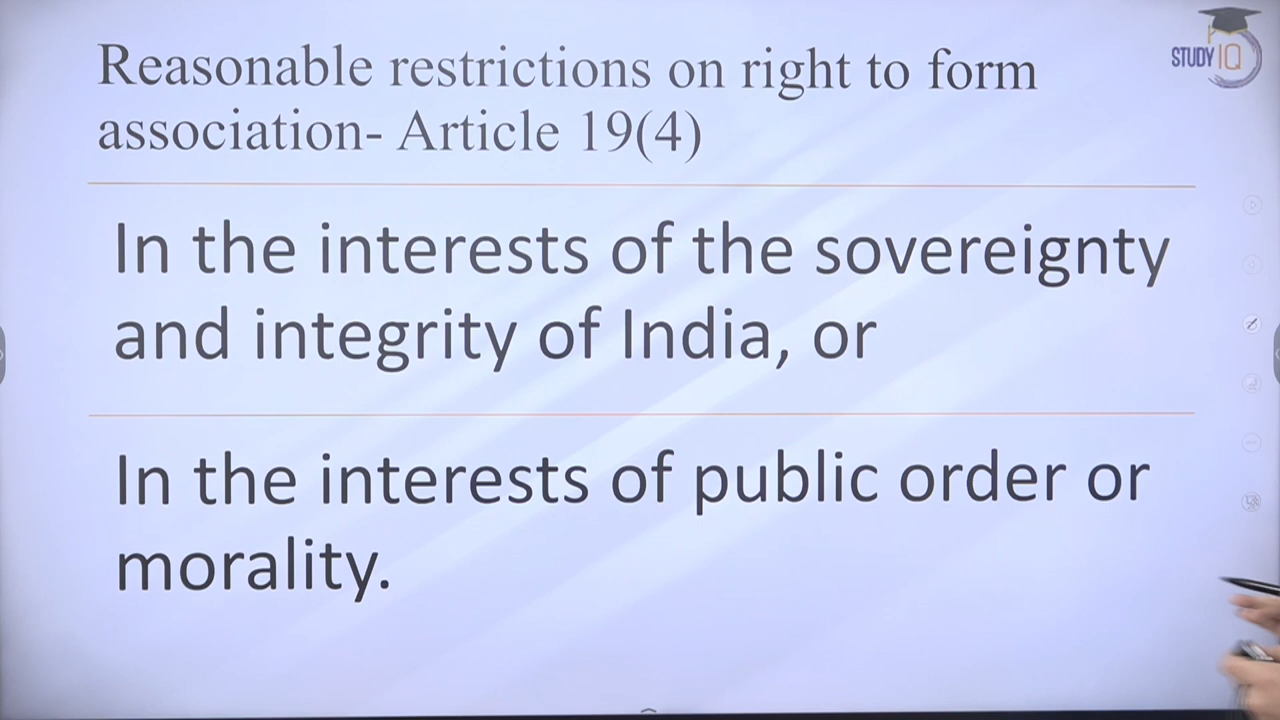 Reasonable restrictions on right to form
association- Article 19(4)
STUDY IQ
In the interests of the sovereignty
and integrity of India, or
In the interests of public order or
morality.